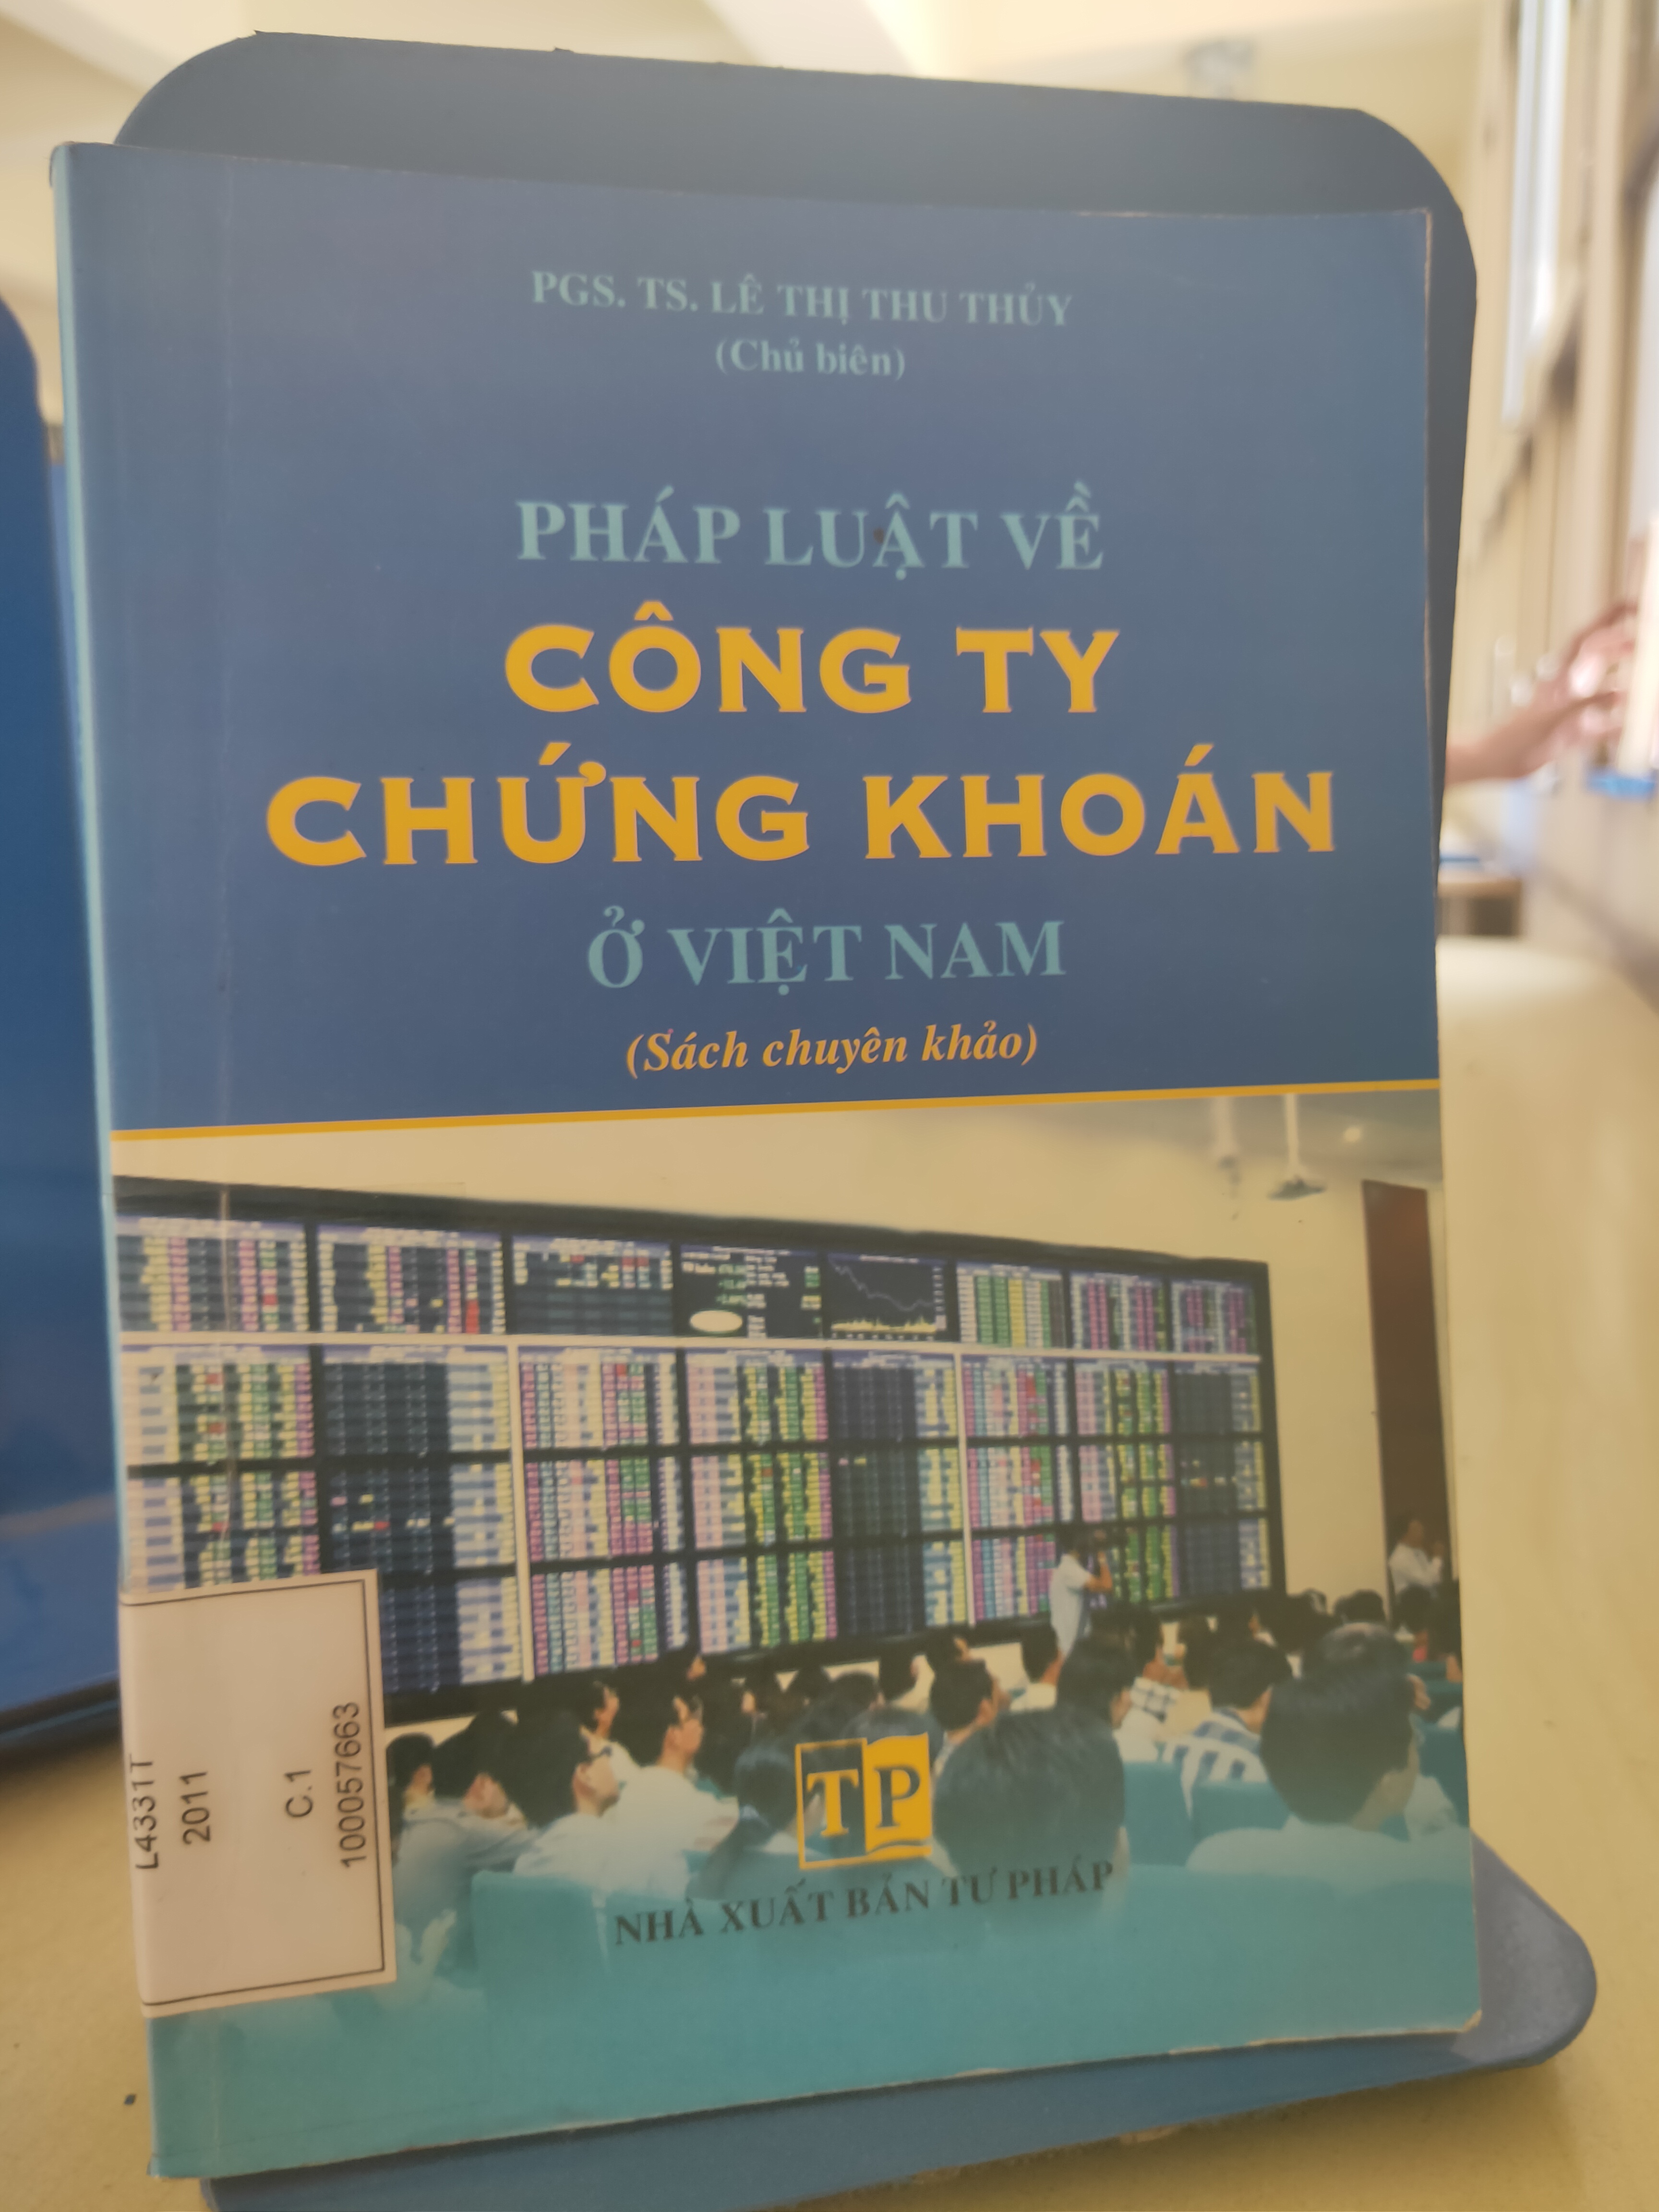 PGS. TS. LÊ THỊ THU THỦY
(Chủ biên)
PHÁP LUẬT VỀ
CÔNG TY
CHỨNG KHOÁN
Ở VIỆT NAM
(Sách chuyên khảo)
L4331T
2011
C.1
100057663
TP
NHÀ XUẤT BẢN TƯ PHÁP